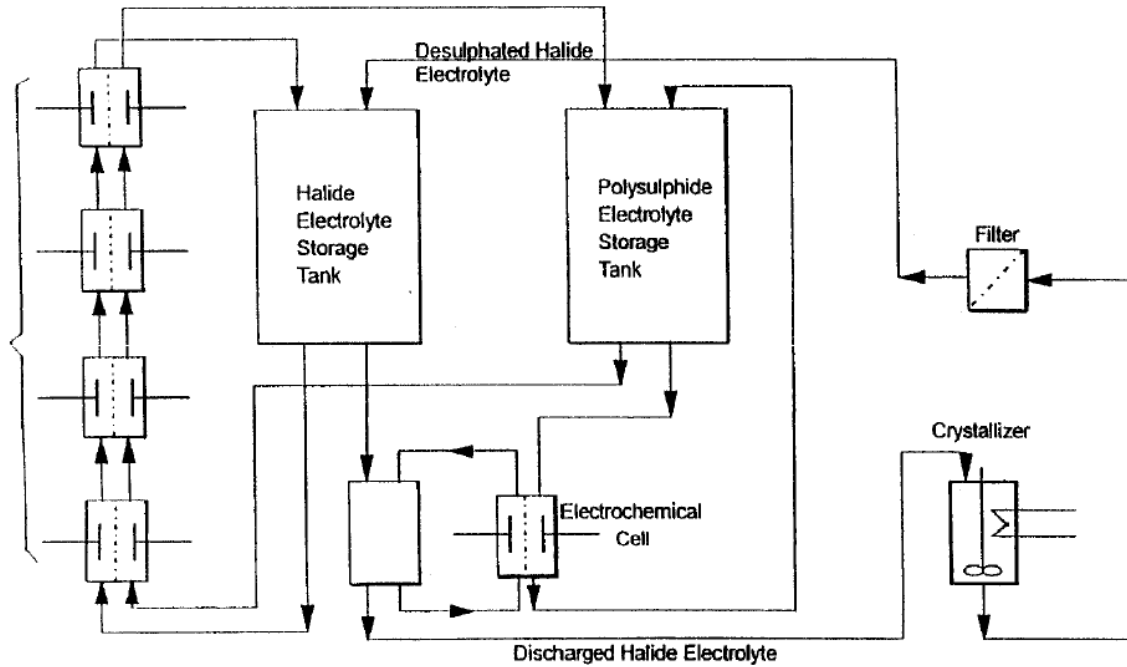 Desulphated Halide
Electrolyte
Halide
Electrolyte
Storage
Tank
Polysulphide
Electrolyte
Storage
Tank
Filter
Crystallizer
Electrochemical
Cell
Discharged Halide Electrolyte